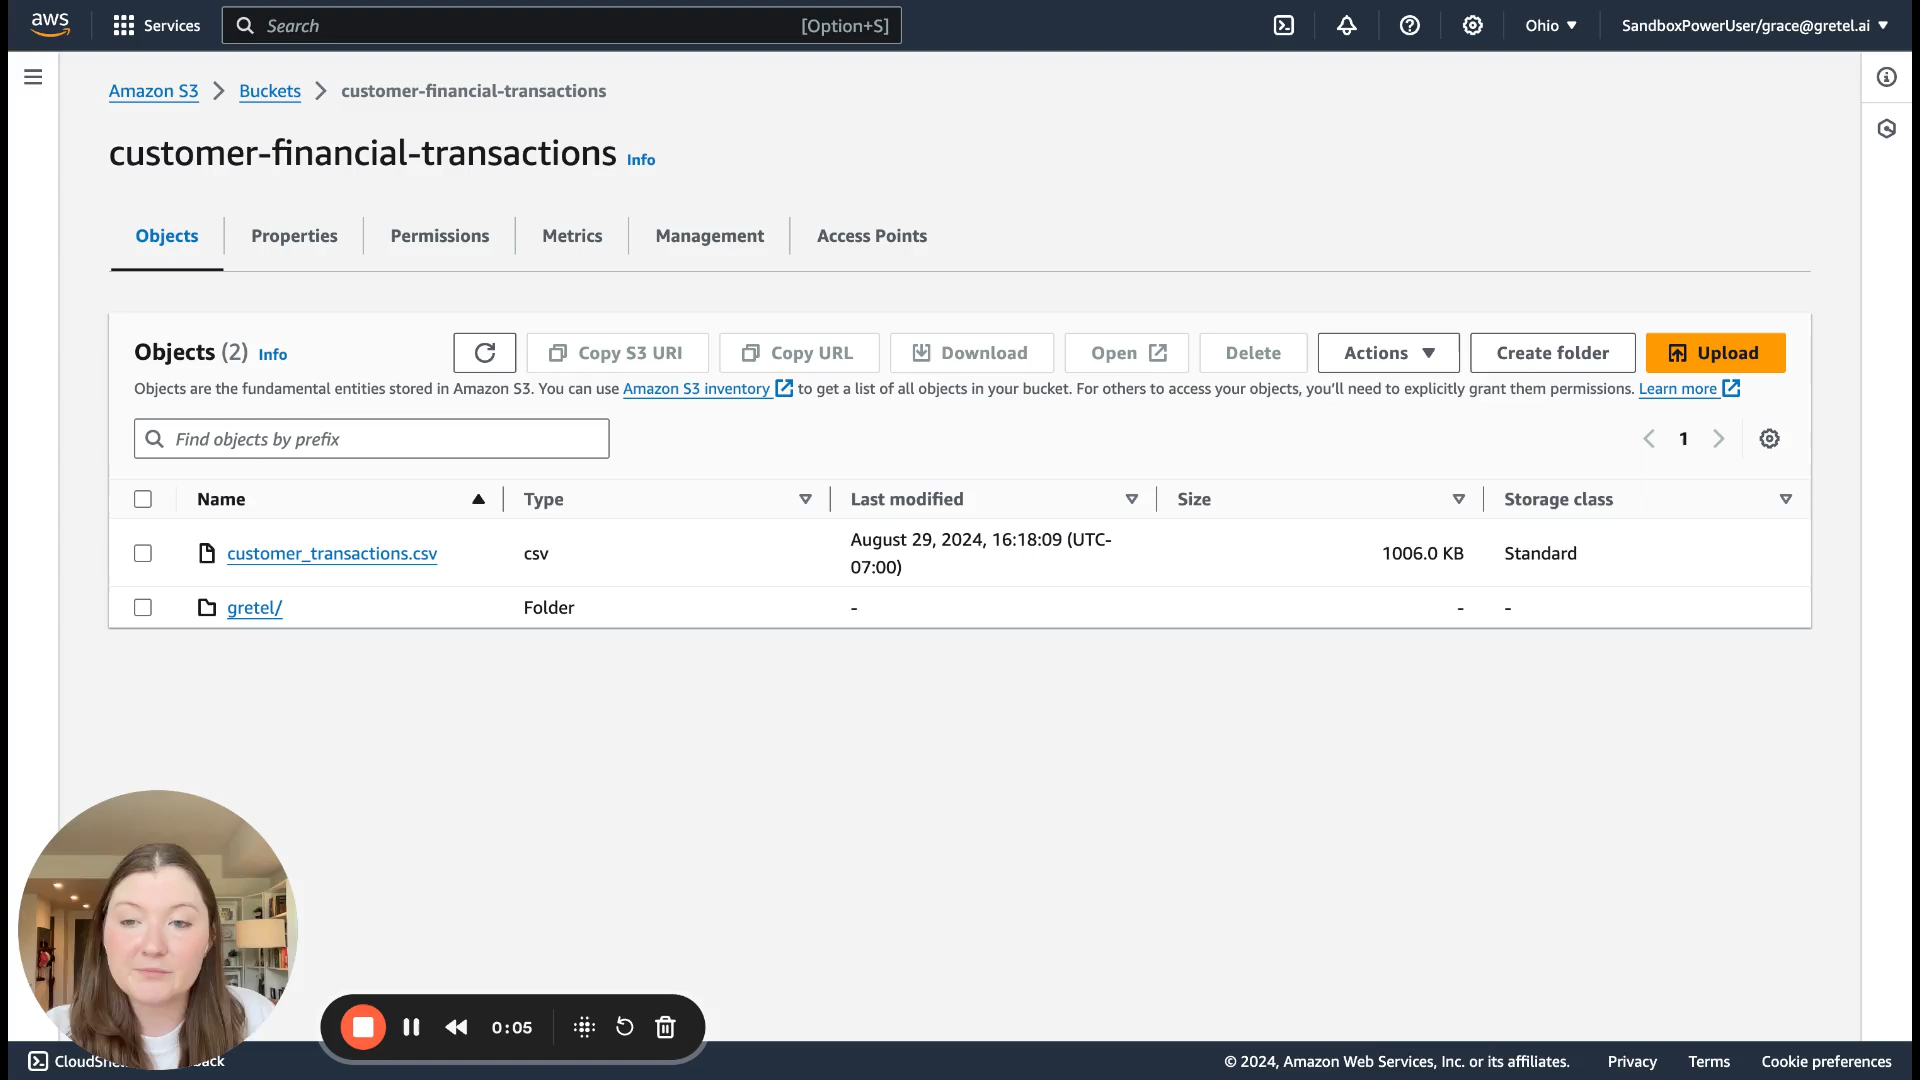 aws
Services
Search
[Option+S]
Ohio
SandboxPowerUser/grace@gretel.ai
Amazon S3
Buckets
customer-financial-transactions
customer-financial-transactions Info
Objects
Properties
Permissions
Metrics
Management
Access Points
Objects (2) Info
Copy S3 URI
Copy URL
Download
Open
Delete
Actions
Create folder
Upload
Objects are the fundamental entities stored in Amazon S3. You can use Amazon S3 inventory to get a list of all objects in your bucket. For others to access your objects, you'll need to explicitly grant them permissions. Learn more
Find objects by prefix
1
Name
Type
Last modified
Size
Storage class
customer_transactions.csv
csv
August 29, 2024, 16:18:09 (UTC-
07:00)
1006.0 KB
Standard
gretel/
Folder
-
-
-
0:05
© 2024, Amazon Web Services, Inc. or its affiliates.
Privacy
Terms
Cookie preferences